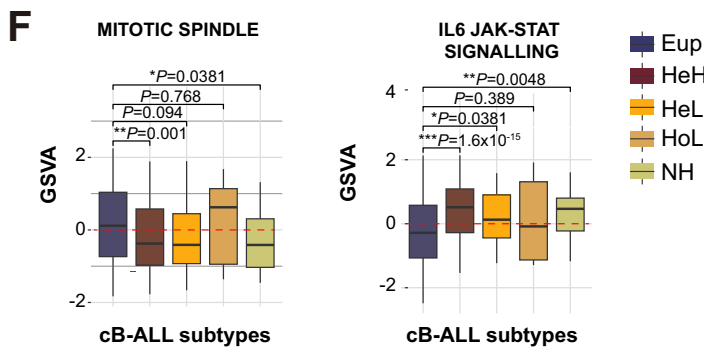 F
MITOTIC SPINDLE
*P=0.0381
P=0.768
P=0.094
**P=0.001
GSVA
2
0
-2
cB-ALL subtypes
IL6 JAK-STAT
SIGNALLING
4
**P=0.0048
P=0.389
*P=0.0381
***P=1.6x10⁻¹⁵
GSVA
2
0
-2
cB-ALL subtypes
Eup
HeH
HeL
HoL
NH